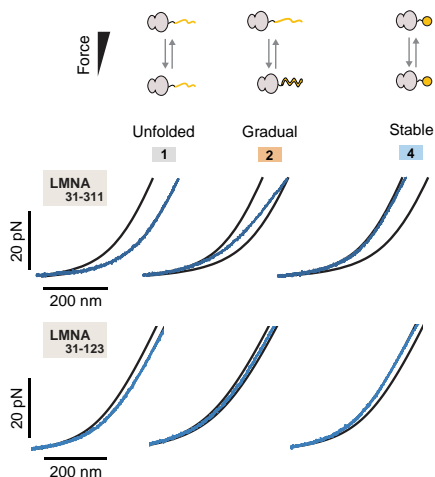 Force
Unfolded Gradual Stable
1 2 4
LMNA
31-311
20 pN
200 nm
LMNA
31-123
20 pN
200 nm